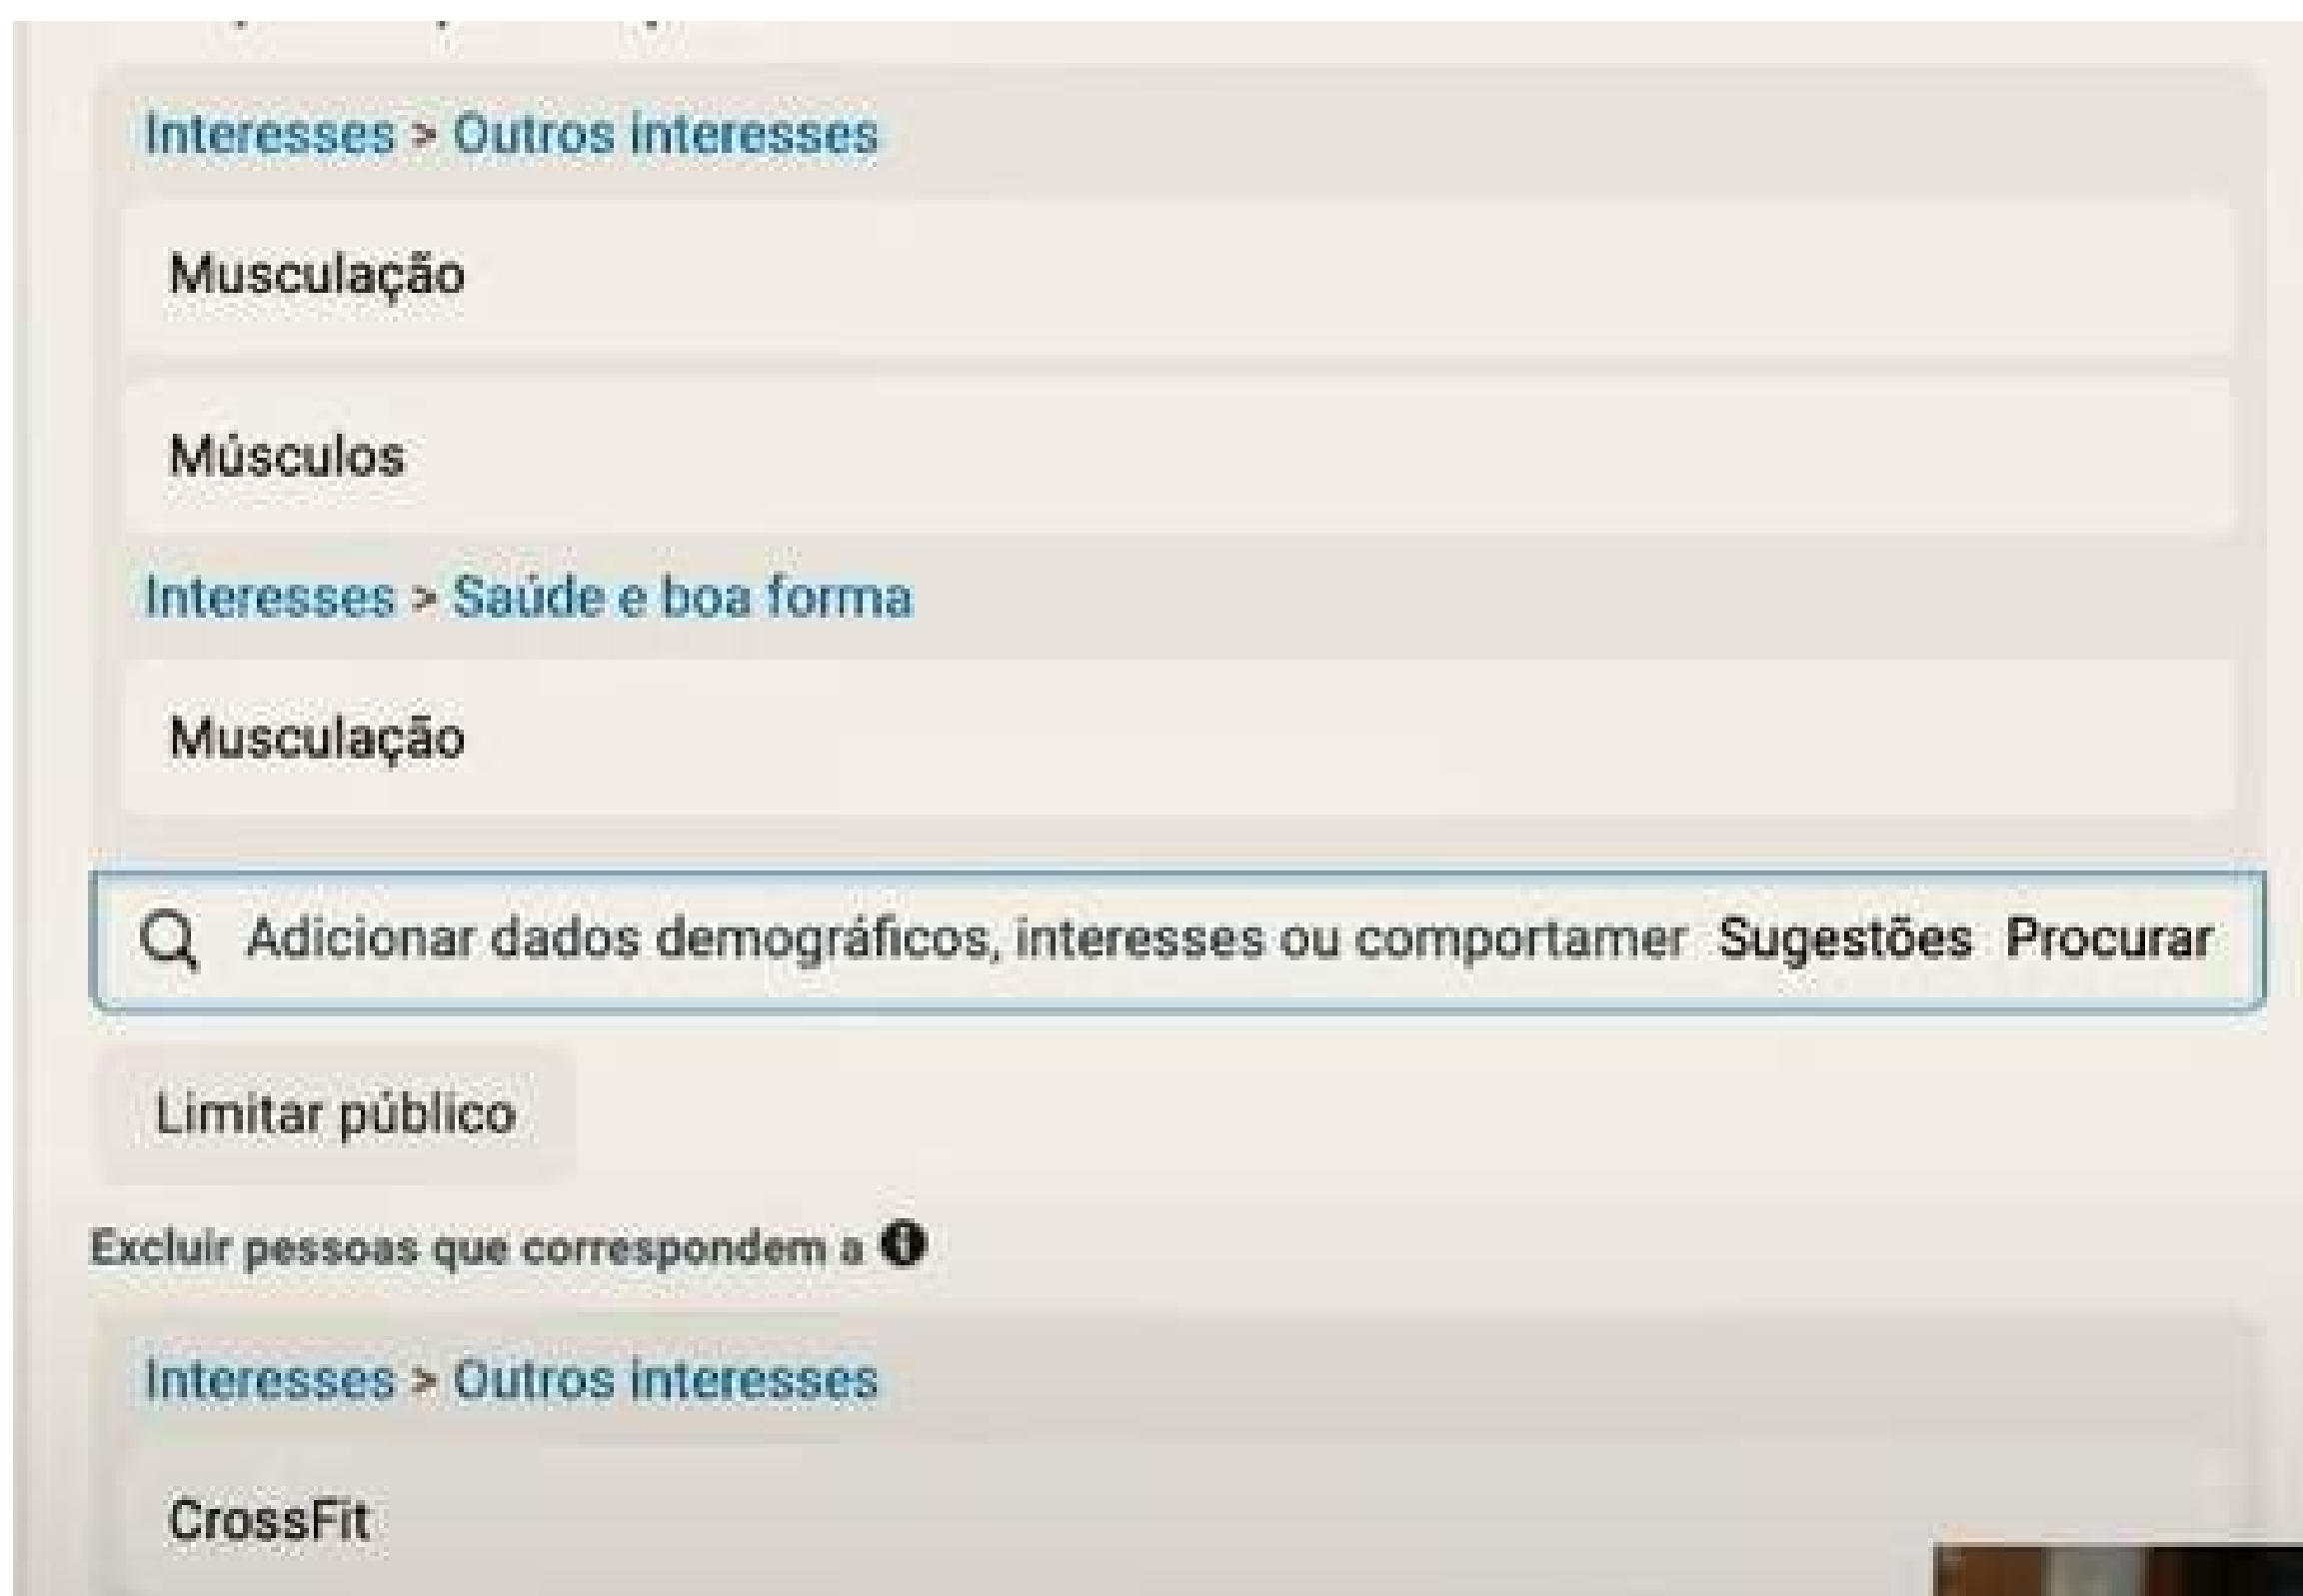 Interesses > Outros interesses
Musculação
Músculos
Interesses > Saúde e boa forma
Musculação
Adicionar dados demográficos, interesses ou comportamer Sugestões Procurar
Limitar público
Excluir pessoas que correspondem a
Interesses > Outros interesses
CrossFit